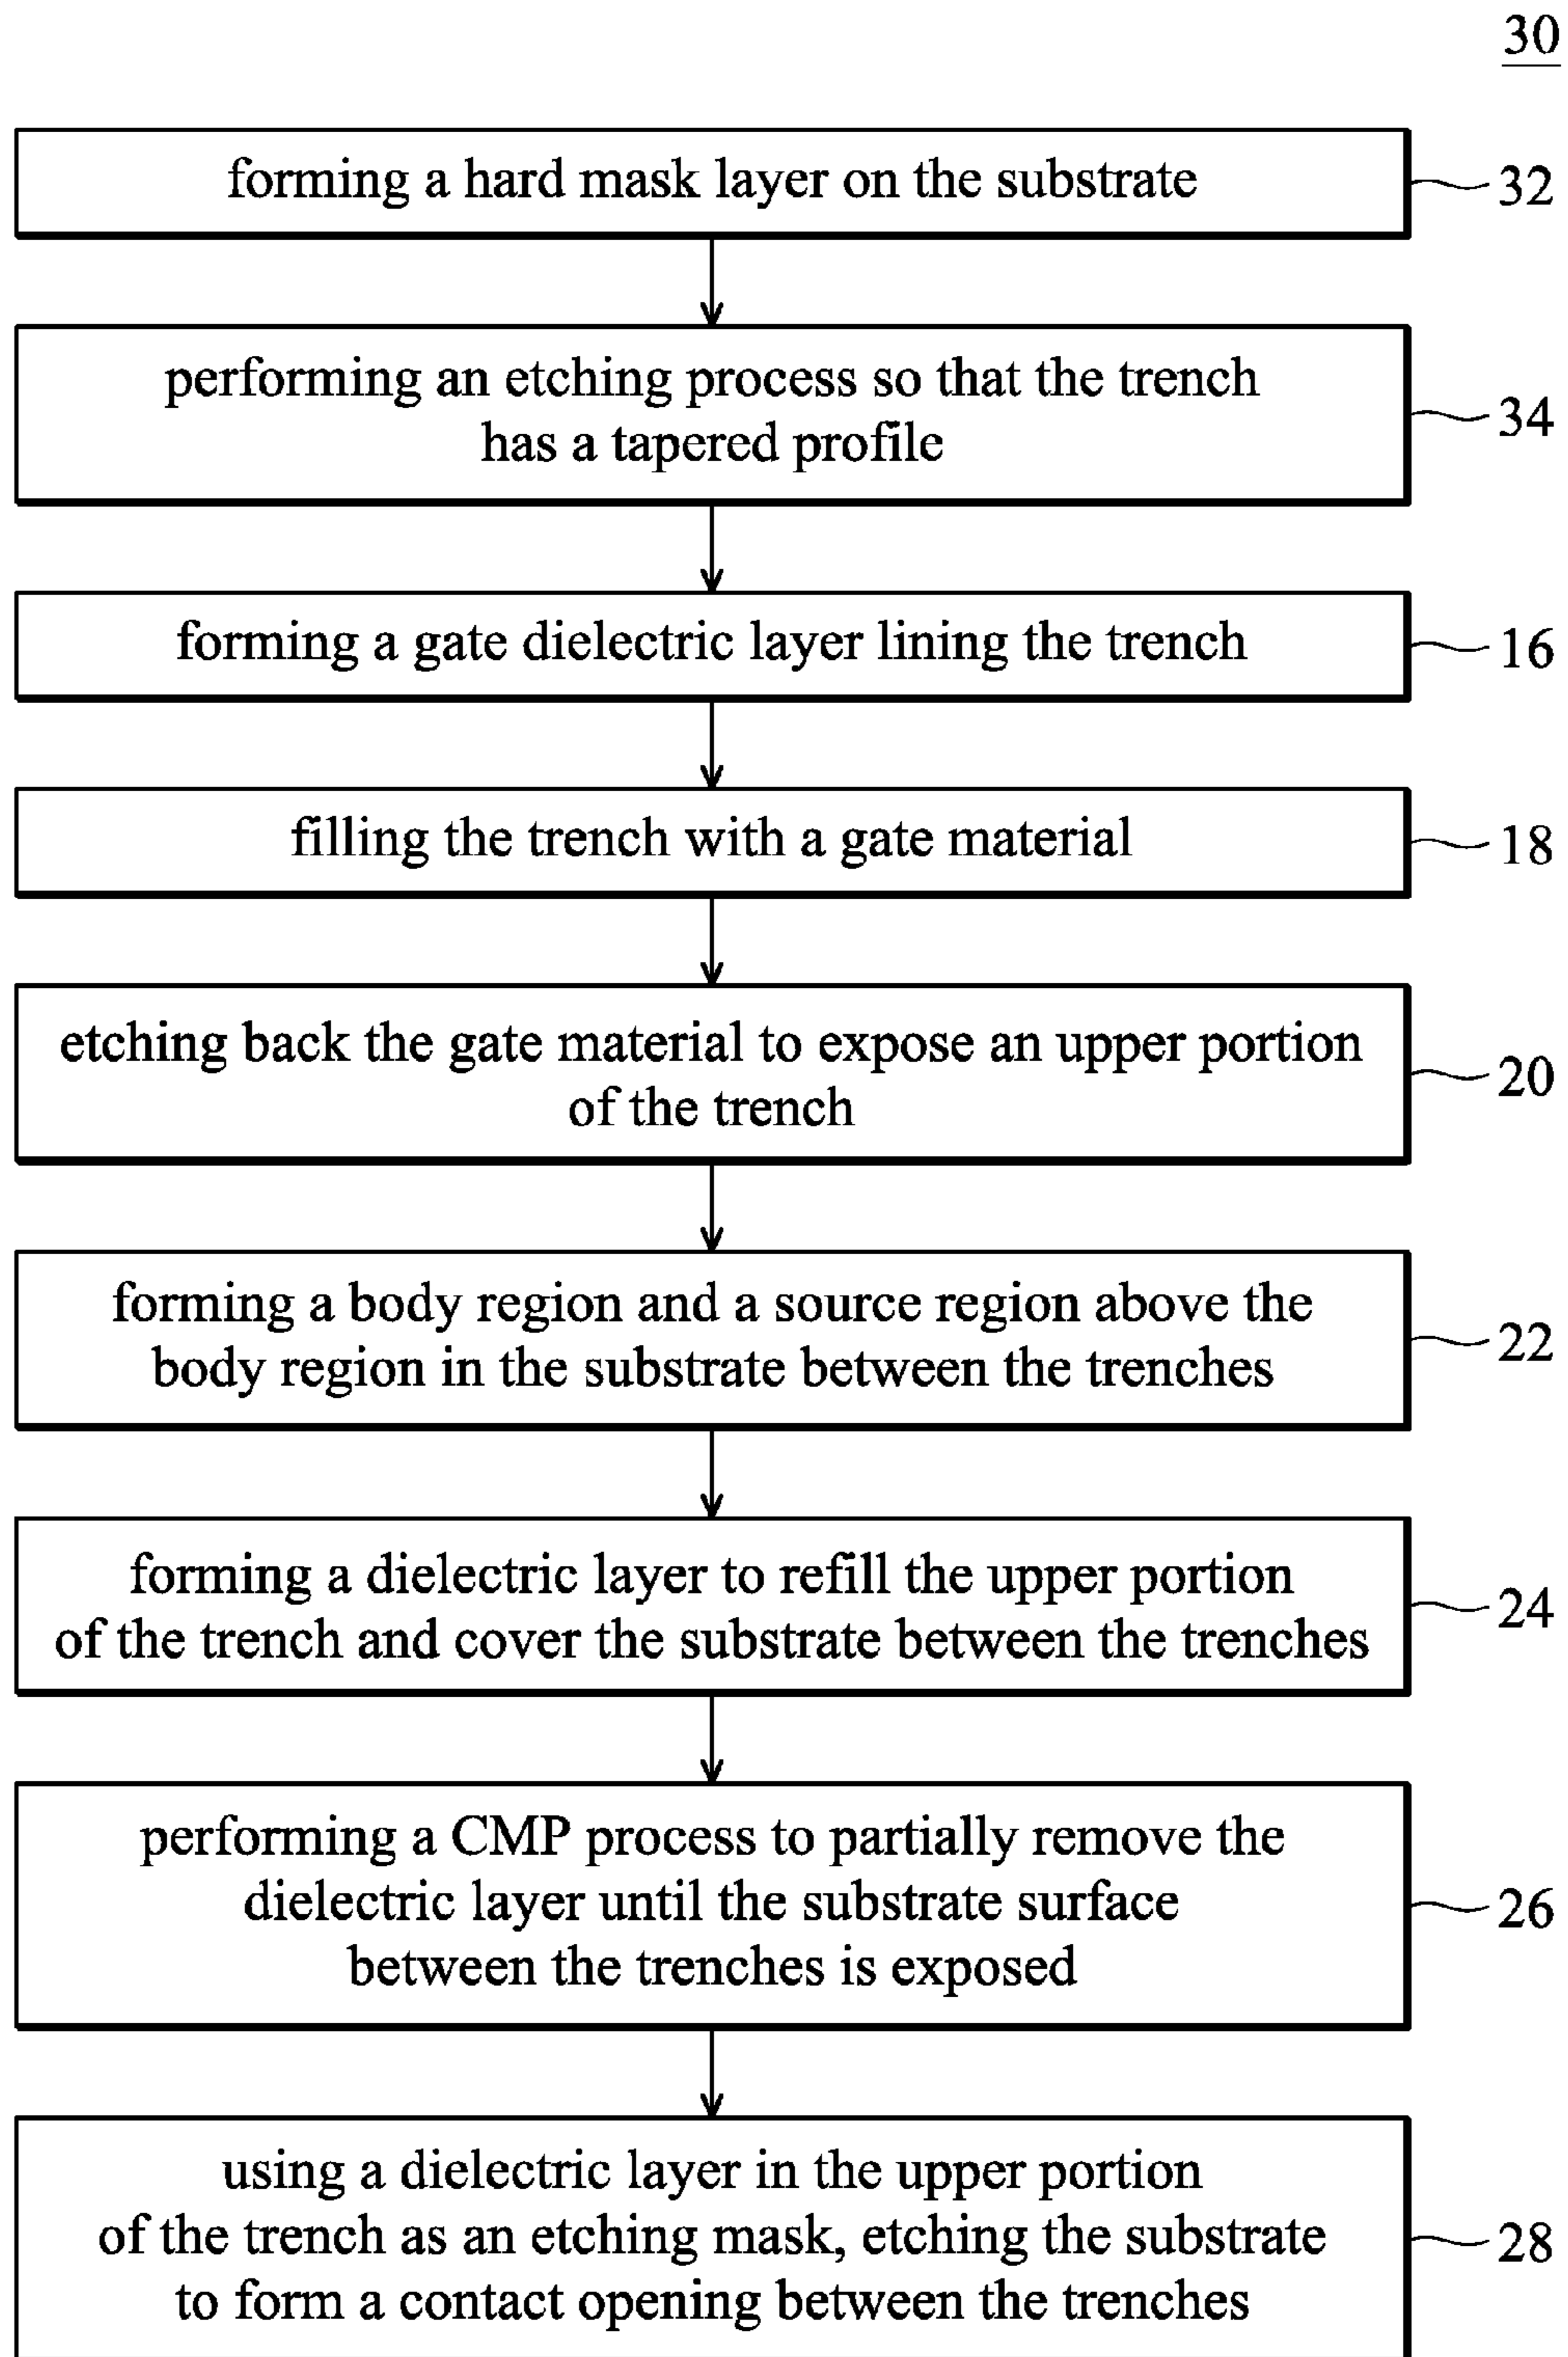 30
forming a hard mask layer on the substrate
32
performing an etching process so that the trench
has a tapered profile
34
forming a gate dielectric layer lining the trench
16
filling the trench with a gate material
18
etching back the gate material to expose an upper portion
of the trench
20
forming a body region and a source region above the
body region in the substrate between the trenches
22
forming a dielectric layer to refill the upper portion
of the trench and cover the substrate between the trenches
24
performing a CMP process to partially remove the
dielectric layer until the substrate surface
between the trenches is exposed
26
using a dielectric layer in the upper portion
of the trench as an etching mask, etching the substrate
to form a contact opening between the trenches
28